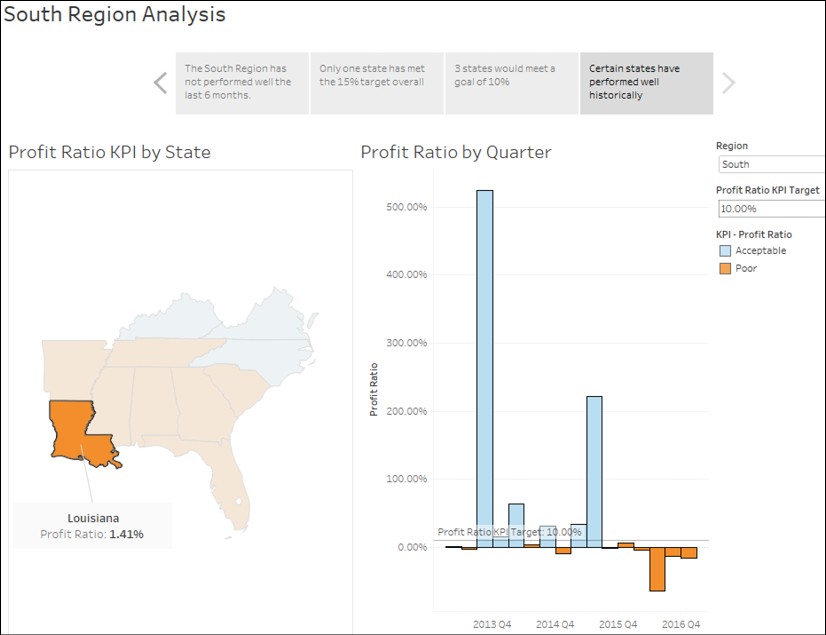 South Region Analysis
The South Region has
not performed well the
last 6 months.
Only one state has met
the 15% target overall
3 states would meet a
goal of 10%
Certain states have
performed well
historically
Profit Ratio KPI by State
Louisiana
Profit Ratio: 1.41%
Profit Ratio by Quarter
500.00%
400.00%
300.00%
200.00%
100.00%
0.00%
Profit Ratio
Profit Ratio KPI Target: 10.00%
2013 Q4
2014 Q4
2015 Q4
2016 Q4
Region
South
Profit Ratio KPI Target
10.00%
KPI - Profit Ratio
Acceptable
Poor